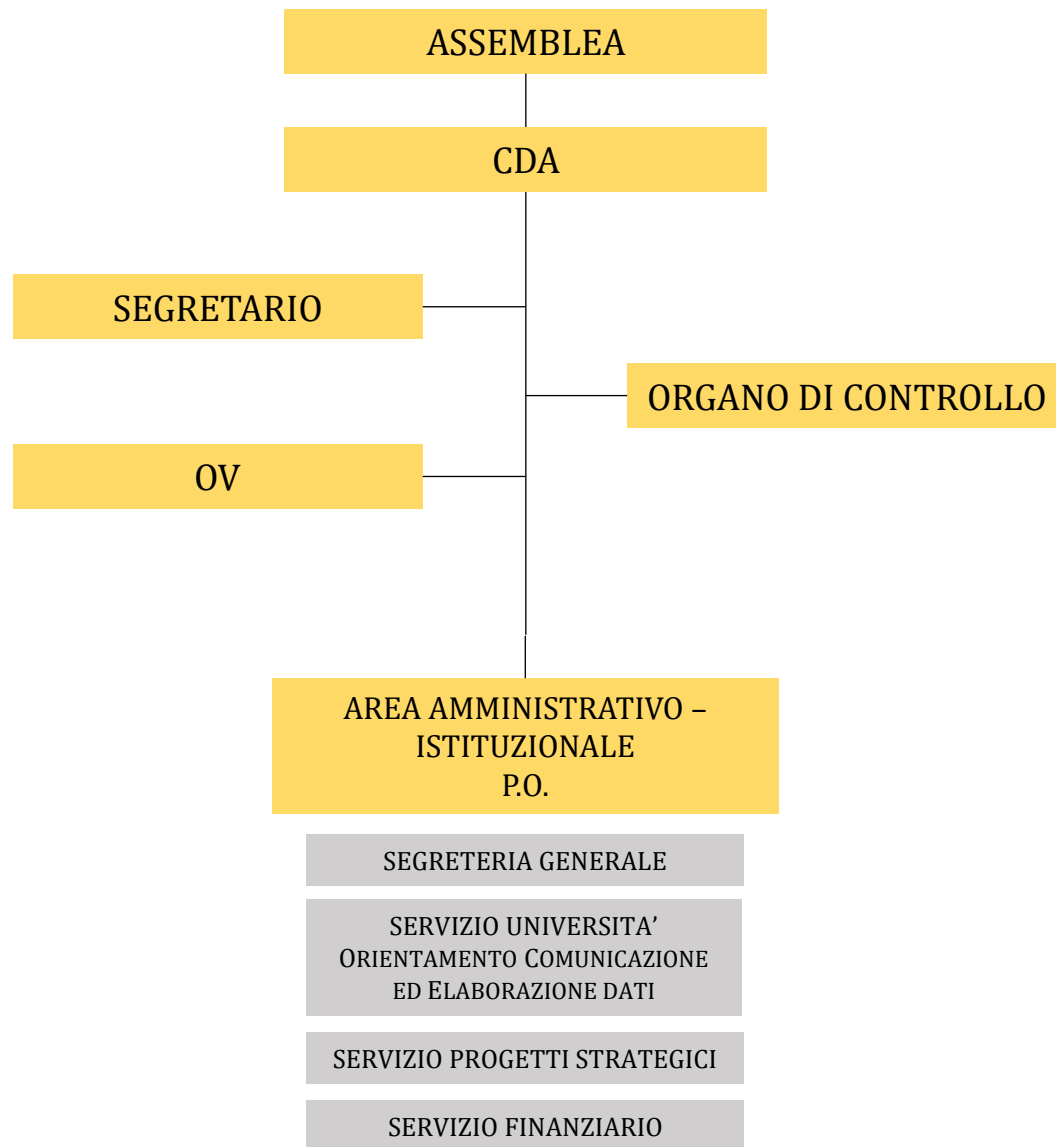 ASSEMBLEA
CDA
SEGRETARIO
ORGANO DI CONTROLLO
OV
AREA AMMINISTRATIVO –
ISTITUZIONALE
P.O.
SEGRETERIA GENERALE
SERVIZIO UNIVERSITA’
ORIENTAMENTO COMUNICAZIONE
ED ELABORAZIONE DATI
SERVIZIO PROGETTI STRATEGICI
SERVIZIO FINANZIARIO